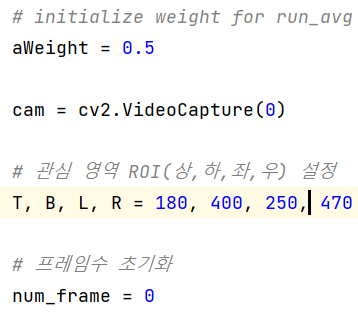 # initialize weight for run_avg
aWeight = 0.5
cam = cv2.VideoCapture(0)
# 관심 영역 ROI(상,하,좌,우) 설정
T, B, L, R = 180, 400, 250, 470
# 프레임수 초기화
num_frame = 0